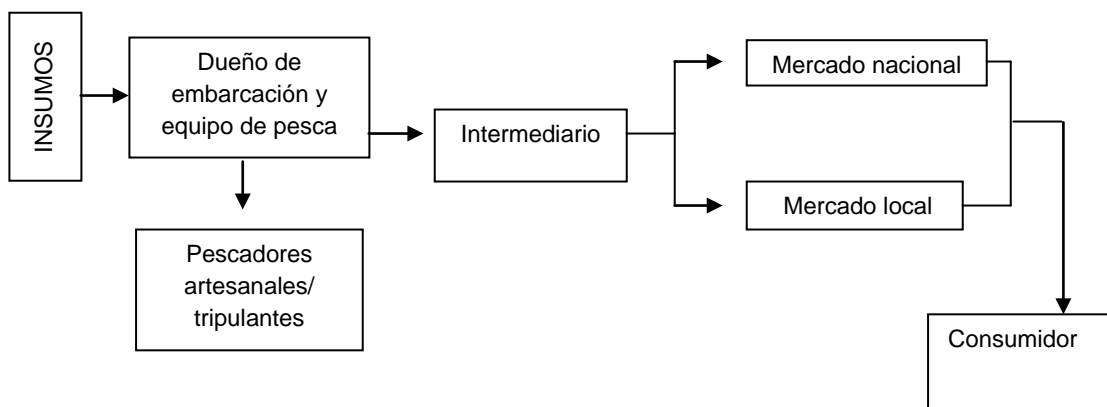 INSUMOS
Dueño de
embarcación y
equipo de pesca
Pescadores
artesanales/
tripulantes
Intermediario
Mercado nacional
Mercado local
Consumidor